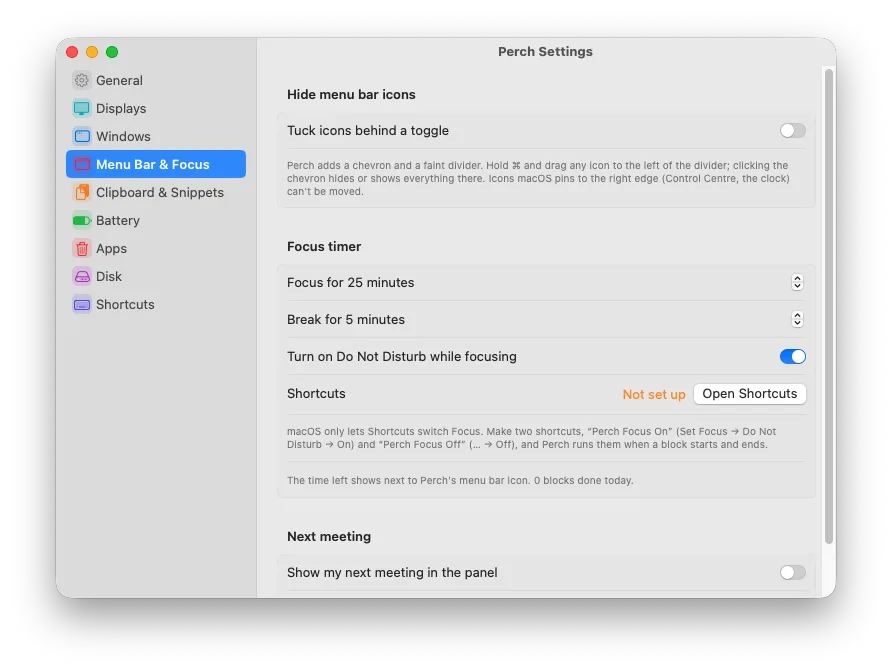 Perch Settings
General
Displays
Windows
Menu Bar & Focus
Clipboard & Snippets
Battery
Apps
Disk
Shortcuts
Hide menu bar icons
Tuck icons behind a toggle
Perch adds a chevron and a faint divider. Hold ⌘ and drag any icon to the left of the divider; clicking the
chevron hides or shows everything there. Icons macOS pins to the right edge (Control Centre, the clock)
can't be moved.
Focus timer
Focus for 25 minutes
Break for 5 minutes
Turn on Do Not Disturb while focusing
Shortcuts
Not set up
Open Shortcuts
macOS only lets Shortcuts switch Focus. Make two shortcuts, “Perch Focus On” (Set Focus → Do Not
Disturb → On) and “Perch Focus Off” (… → Off), and Perch runs them when a block starts and ends.
The time left shows next to Perch's menu bar icon. 0 blocks done today.
Next meeting
Show my next meeting in the panel